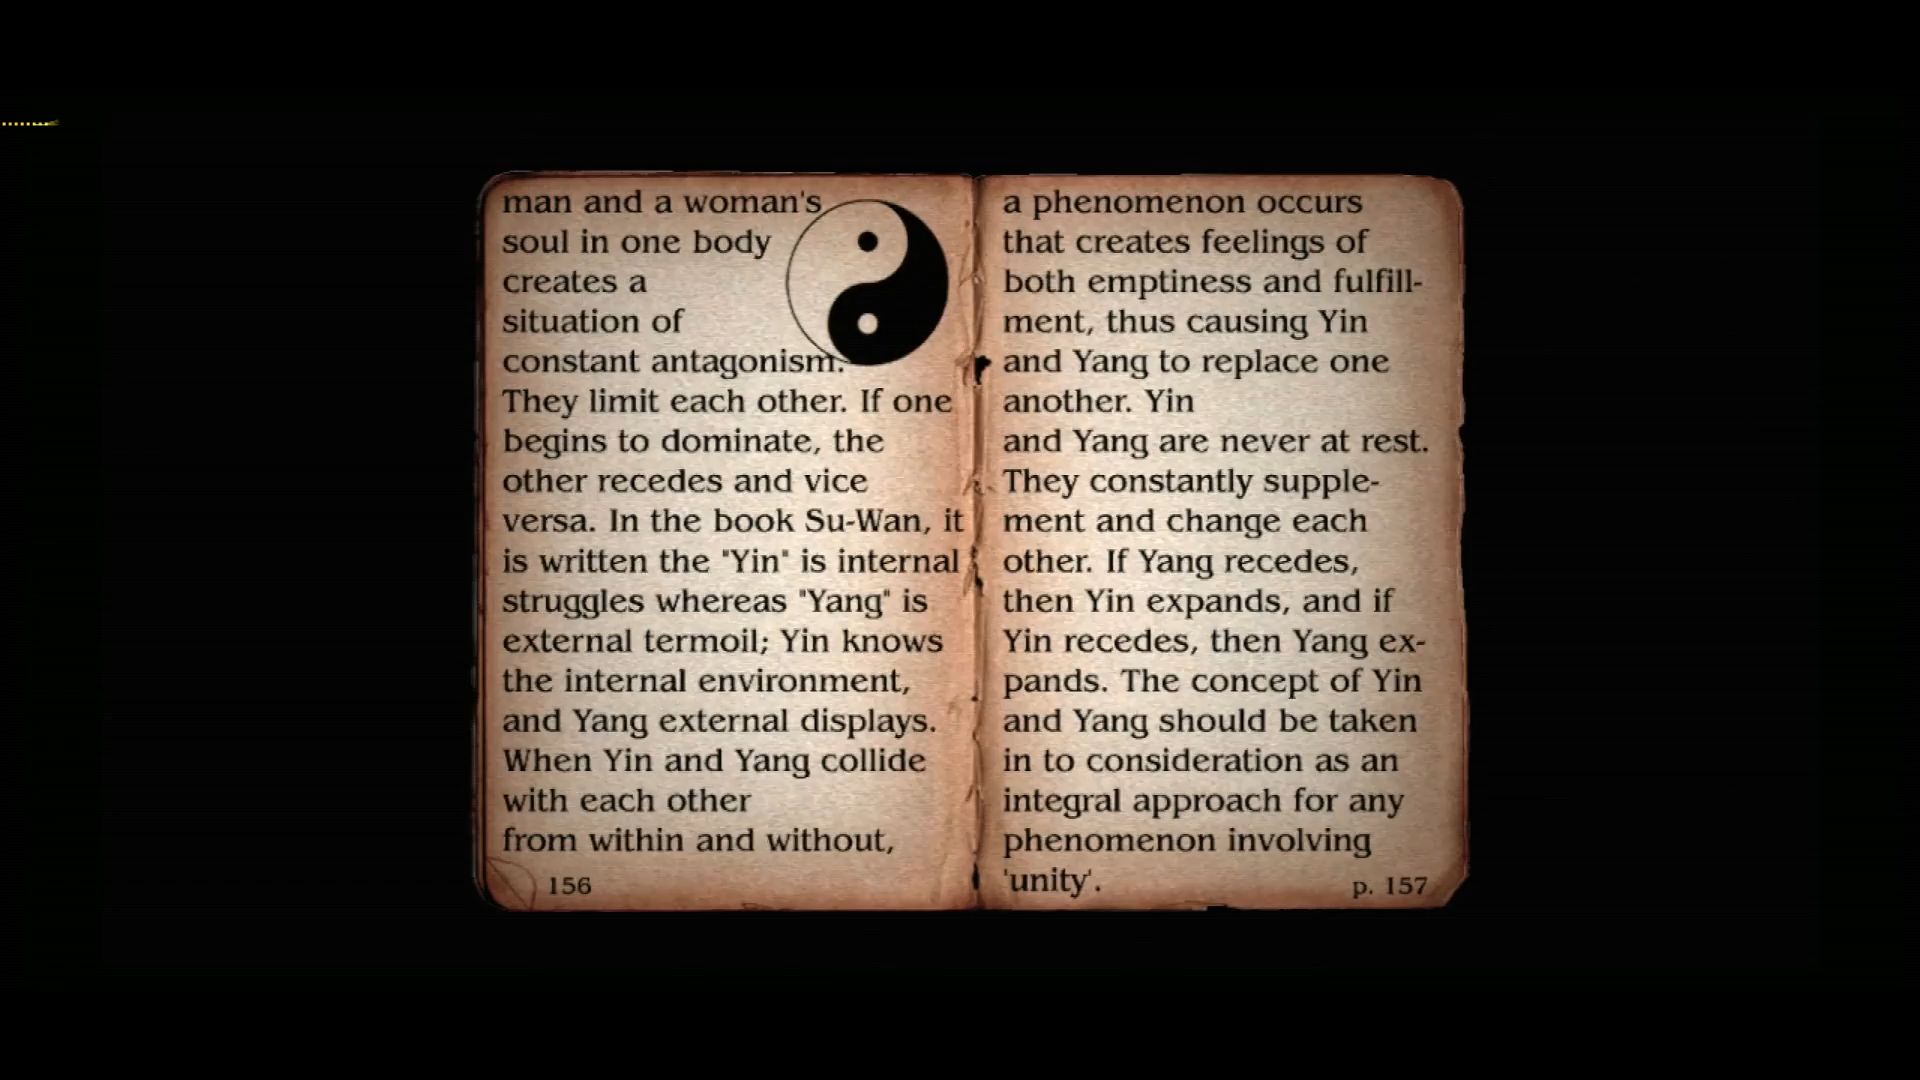 man and a woman's
soul in one body
creates a
situation of
constant antagonism.
They limit each other. If one
begins to dominate, the
other recedes and vice
versa. In the book Su-Wan, it
is written the "Yin" is internal
struggles whereas "Yang" is
external termoil; Yin knows
the internal environment,
and Yang external displays.
When Yin and Yang collide
with each other
from within and without,
156
a phenomenon occurs
that creates feelings of
both emptiness and fulfill-
ment, thus causing Yin
and Yang to replace one
another. Yin
and Yang are never at rest.
They constantly supple-
ment and change each
other. If Yang recedes,
then Yin expands, and if
Yin recedes, then Yang ex-
pands. The concept of Yin
and Yang should be taken
in to consideration as an
integral approach for any
phenomenon involving
'unity'.
p. 157